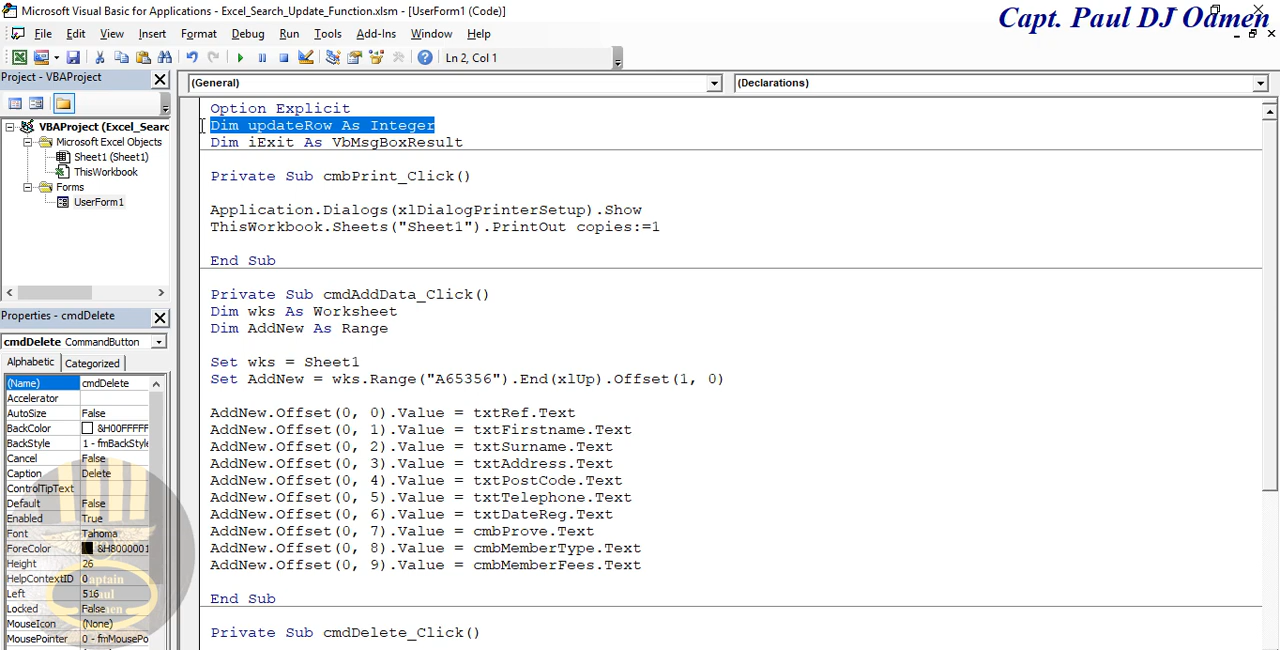 Microsoft Visual Basic for Applications - Excel_Search_Update_Function.xlsm - [UserForm1 (Code)]
Capt. Paul DJ Oamen
File Edit View Insert Format Debug Run Tools Add-Ins Window Help
Ln 2, Col 1
Project - VBAProject
VBAProject (Excel_Searc
Microsoft Excel Objects
Sheet1 (Sheet1)
ThisWorkbook
Forms
UserForm1
Properties - cmdDelete
cmdDelete CommandButton
Alphabetic Categorized
(Name) cmdDelete
Accelerator
AutoSize False
BackColor &H00FFFFF
BackStyle 1 - fmBackStyle
Cancel False
Caption Delete
ControlTipText
Default False
Enabled True
Font Tahoma
ForeColor &H8000001
Height 26
HelpContextID 0
Left 516
Locked False
MouseIcon (None)
MousePointer 0 - fmMousePo
Captain
Paul
Oamen
(General) (Declarations)
Option Explicit
Dim updateRow As Integer
Dim iExit As VbMsgBoxResult
Private Sub cmbPrint_Click()
Application.Dialogs(xlDialogPrinterSetup).Show
ThisWorkbook.Sheets("Sheet1").PrintOut copies:=1
End Sub
Private Sub cmdAddData_Click()
Dim wks As Worksheet
Dim AddNew As Range
Set wks = Sheet1
Set AddNew = wks.Range("A65356").End(xlUp).Offset(1, 0)
AddNew.Offset(0, 0).Value = txtRef.Text
AddNew.Offset(0, 1).Value = txtFirstname.Text
AddNew.Offset(0, 2).Value = txtSurname.Text
AddNew.Offset(0, 3).Value = txtAddress.Text
AddNew.Offset(0, 4).Value = txtPostCode.Text
AddNew.Offset(0, 5).Value = txtTelephone.Text
AddNew.Offset(0, 6).Value = txtDateReg.Text
AddNew.Offset(0, 7).Value = cmbProve.Text
AddNew.Offset(0, 8).Value = cmbMemberType.Text
AddNew.Offset(0, 9).Value = cmbMemberFees.Text
End Sub
Private Sub cmdDelete_Click()